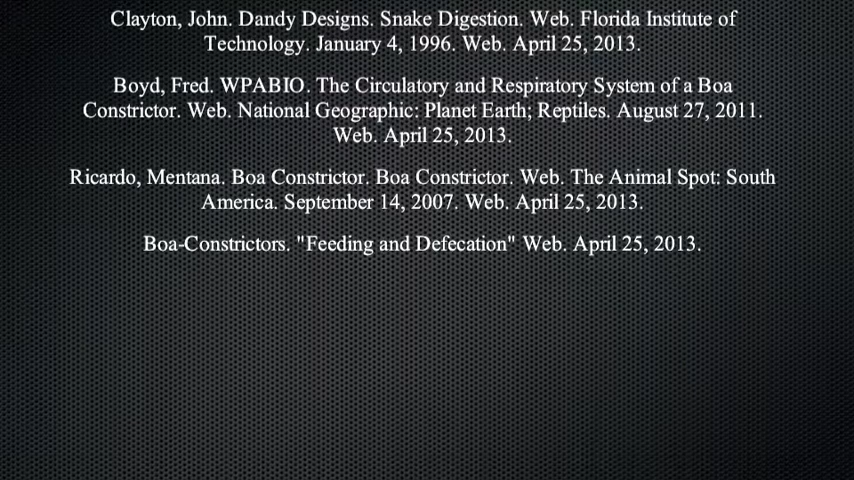 Clayton, John. Dandy Designs. Snake Digestion. Web. Florida Institute of
Technology. January 4, 1996. Web. April 25, 2013.
Boyd, Fred. WPABIO. The Circulatory and Respiratory System of a Boa
Constrictor. Web. National Geographic: Planet Earth; Reptiles. August 27, 2011.
Web. April 25, 2013.
Ricardo, Mentana. Boa Constrictor. Boa Constrictor. Web. The Animal Spot: South
America. September 14, 2007. Web. April 25, 2013.
Boa-Constrictors. "Feeding and Defecation" Web. April 25, 2013.